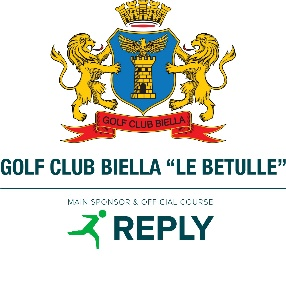 GOLF CLUB BIELLA
GOLF CLUB BIELLA “LE BETULLE”
MAIN SPONSOR & OFFICIAL COURSE
REPLY